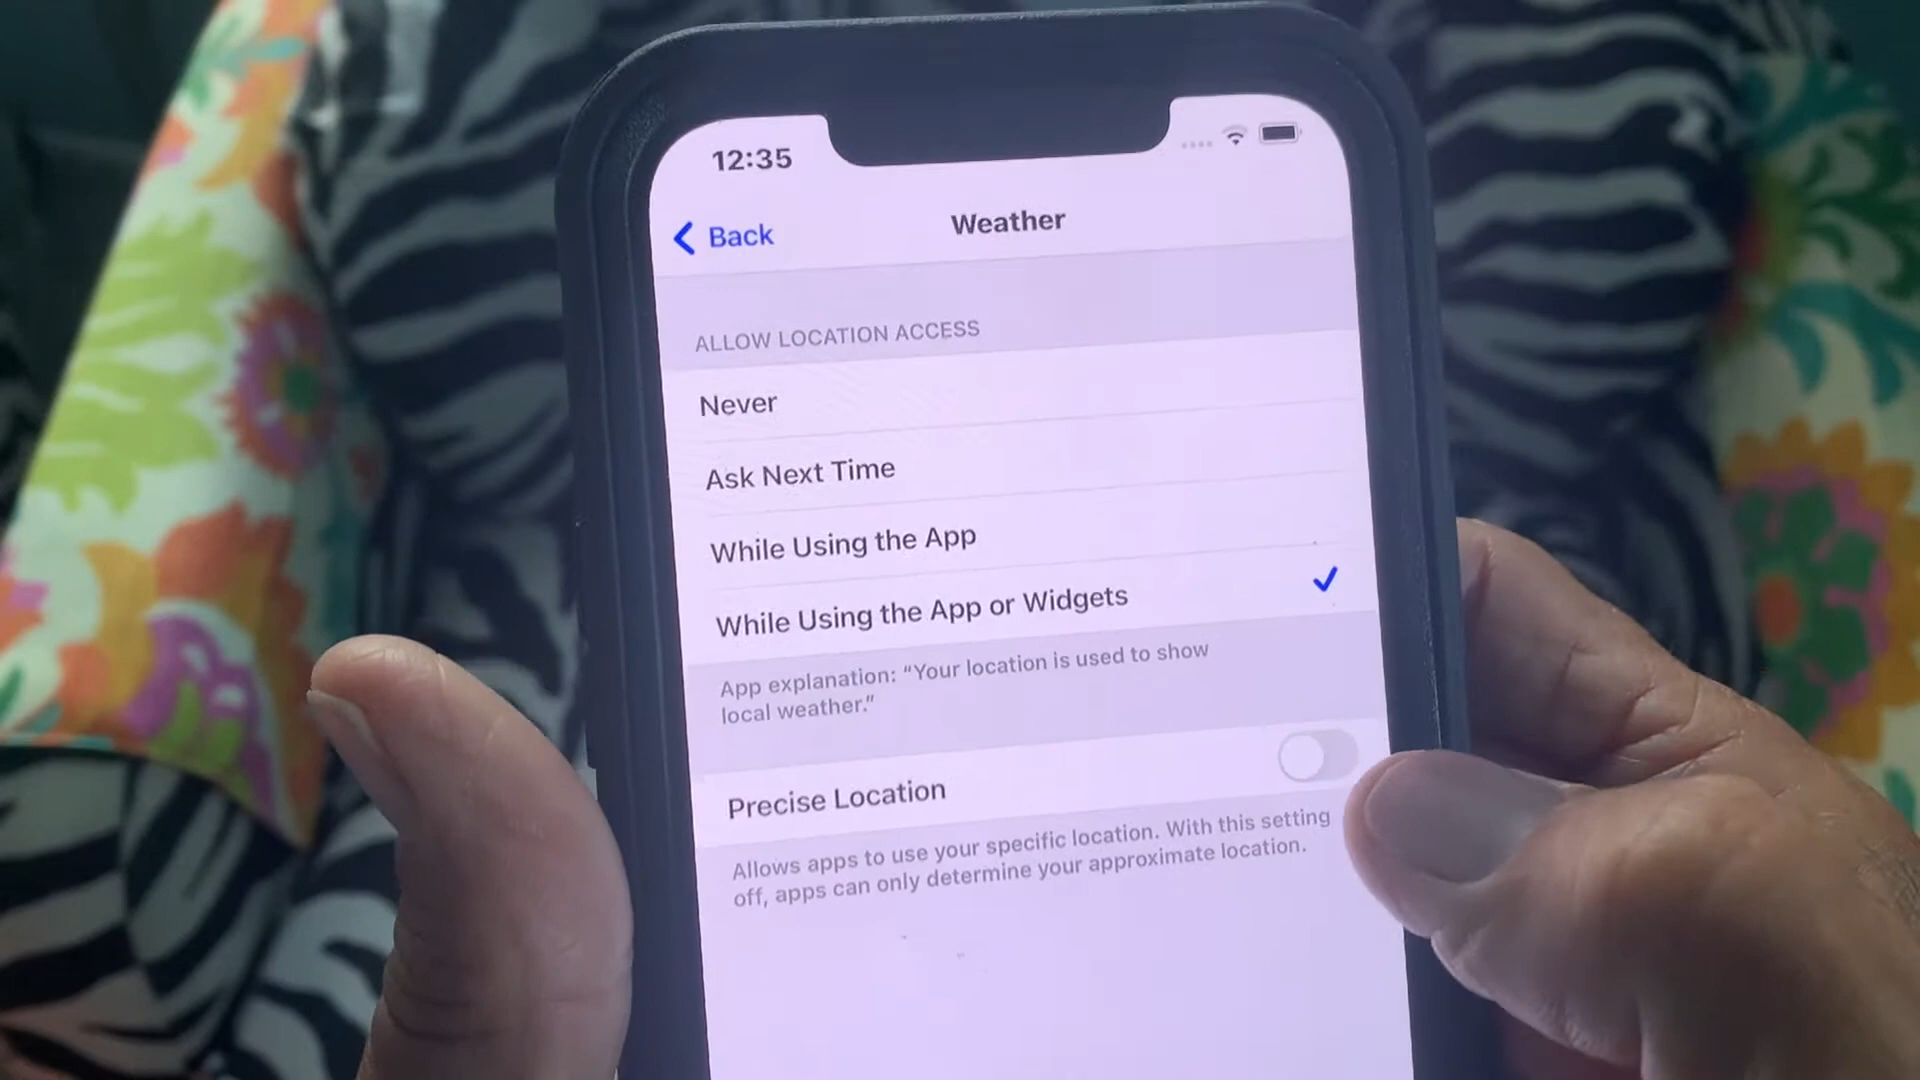 12:35
Back
Weather
ALLOW LOCATION ACCESS
Never
Ask Next Time
While Using the App
While Using the App or Widgets
App explanation: “Your location is used to show
local weather.”
Precise Location
Allows apps to use your specific location. With this setting
off, apps can only determine your approximate location.